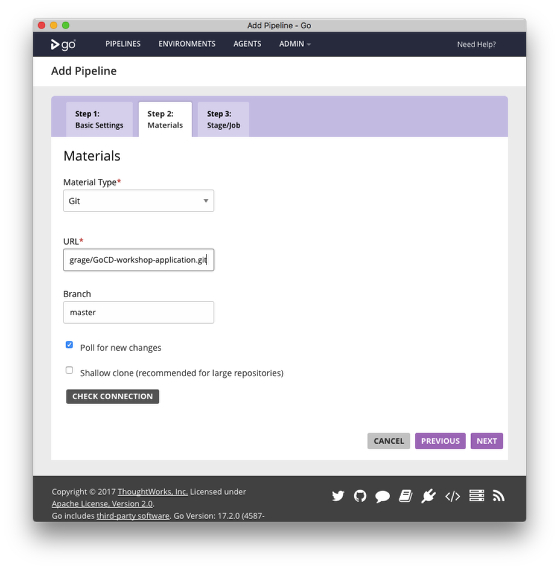 Add Pipeline - Go
go
PIPELINES ENVIRONMENTS AGENTS ADMIN Need Help?
Add Pipeline
Step 1: Step 2: Step 3:
Basic Settings Materials Stage/Job
Materials
Material Type*
Git
URL*
grage/GoCD-workshop-application.git
Branch
master
Poll for new changes
Shallow clone (recommended for large repositories)
CHECK CONNECTION
CANCEL PREVIOUS NEXT
Copyright © 2017 ThoughtWorks, Inc. Licensed under
Apache License, Version 2.0.
Go includes third-party software. Go Version: 17.2.0 (4587-